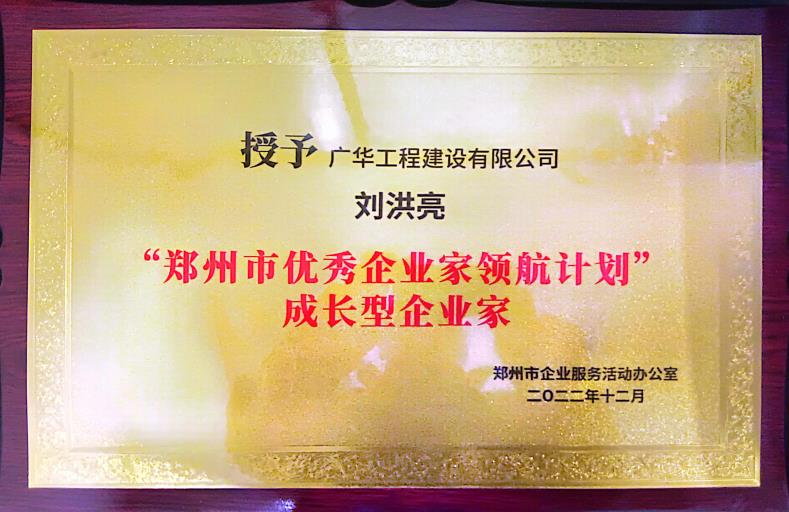 授予 广华工程建设有限公司
刘洪亮
“郑州市优秀企业家领航计划”
成长型企业家
郑州市企业服务活动办公室
二〇二二年十二月